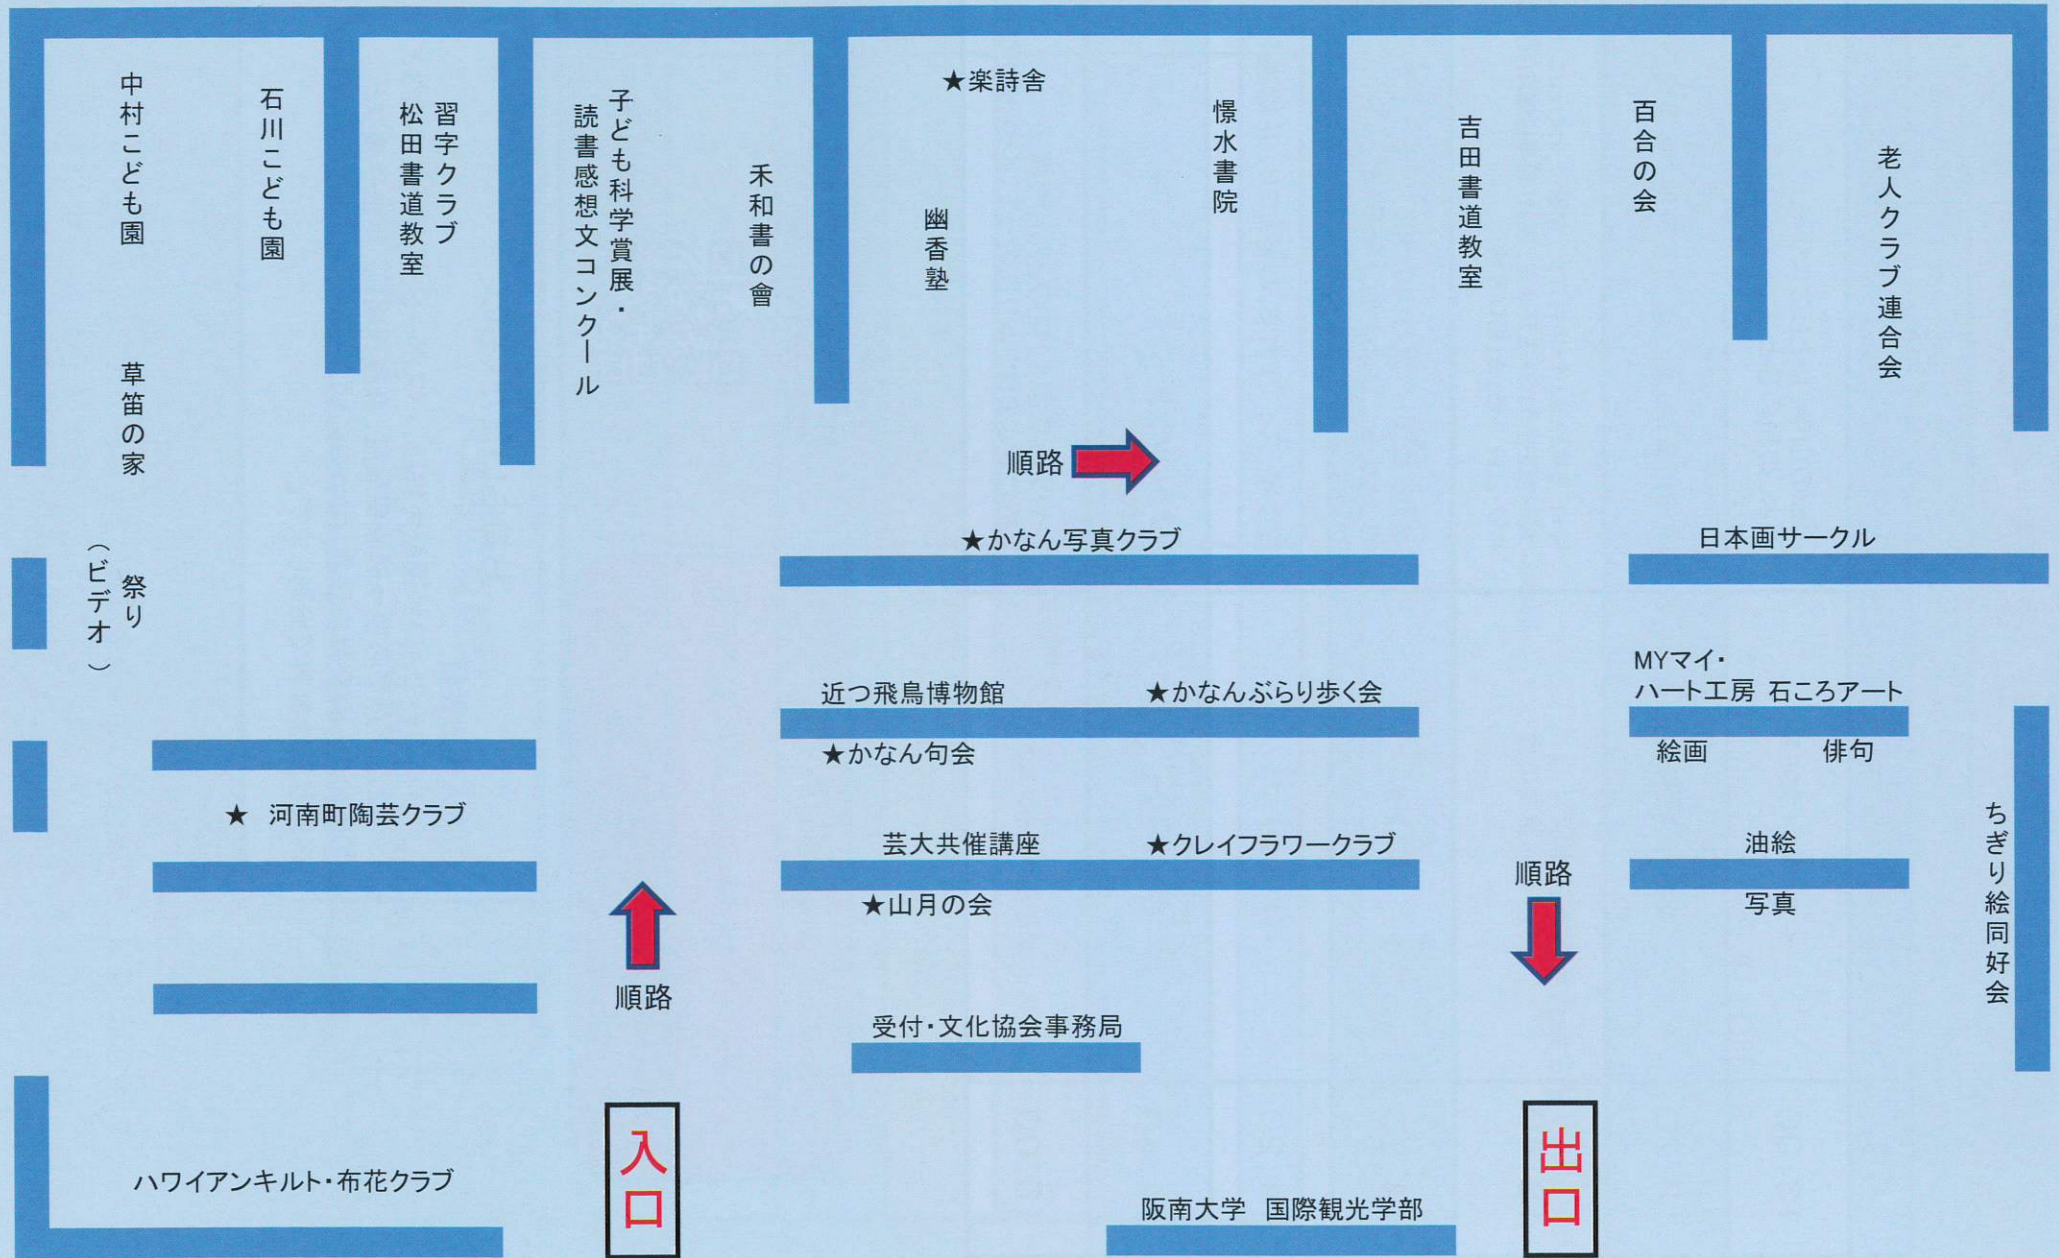 中村こども園
石川こども園
習字クラブ
松田書道教室
子ども科学賞展・
読書感想文コンクール
禾和書の會
★楽詩舎
幽香塾
憬水書院
吉田書道教室
百合の会
老人クラブ連合会
草笛の家
祭り
（ビデオ）
順路
★かなん写真クラブ
日本画サークル
近つ飛鳥博物館
★かなんぶらり歩く会
★かなん句会
MYマイ・
ハート工房 石ころアート
絵画
俳句
★ 河南町陶芸クラブ
芸大共催講座
★クレイフラワークラブ
★山月の会
順路
油絵
写真
ちぎり絵同好会
順路
受付・文化協会事務局
入口
出口
ハワイアンキルト・布花クラブ
阪南大学 国際観光学部